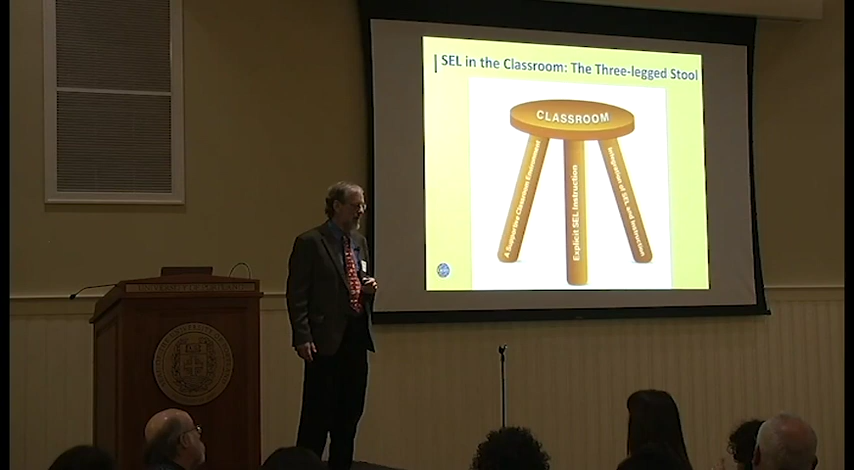 SEL in the Classroom: The Three-legged Stool
CLASSROOM
A Supportive Classroom Environment
Explicit SEL Instruction
Integration of SEL and Instruction